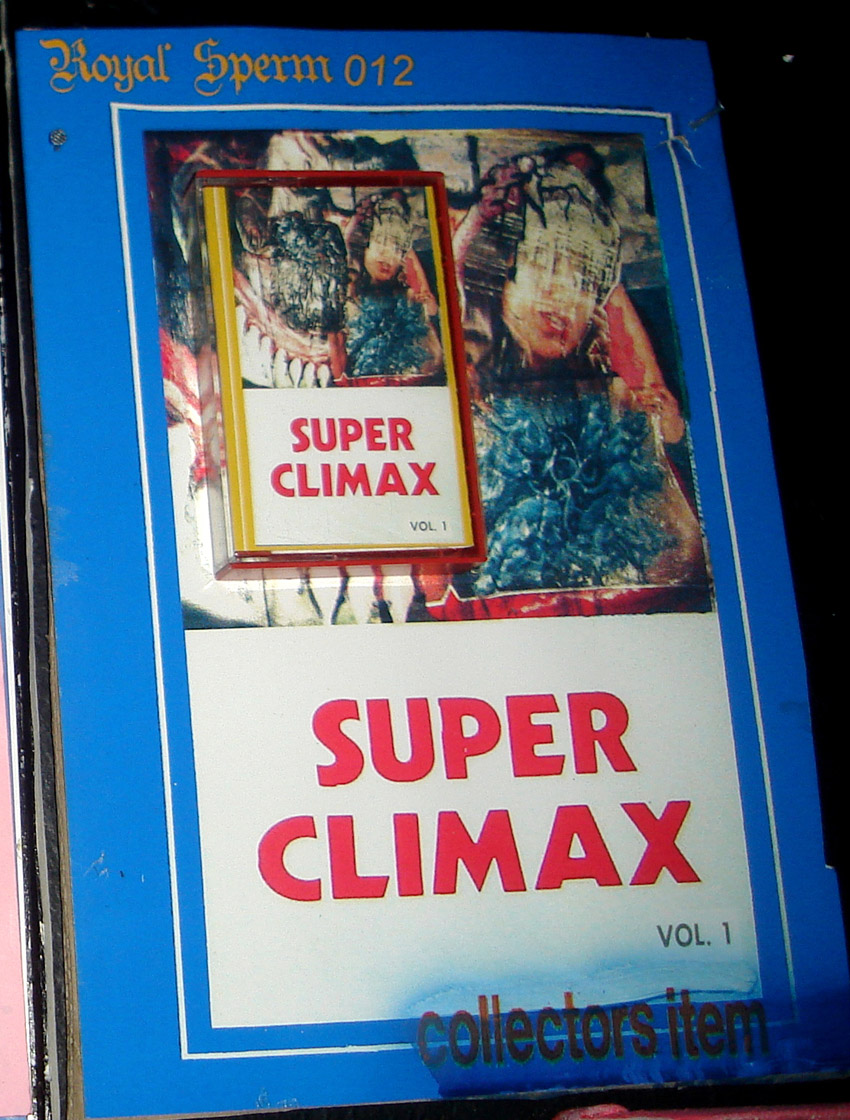 Royal Sperm 012
SUPER
CLIMAX
VOL. 1
SUPER
CLIMAX
VOL. 1
collectors item